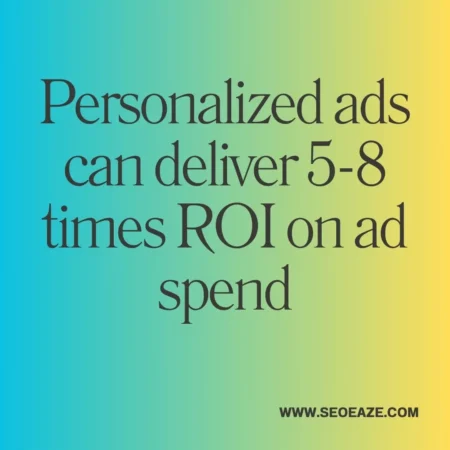 Personalized ads
can deliver 5-8
times ROI on ad
spend
WWW.SEOEAZE.COM